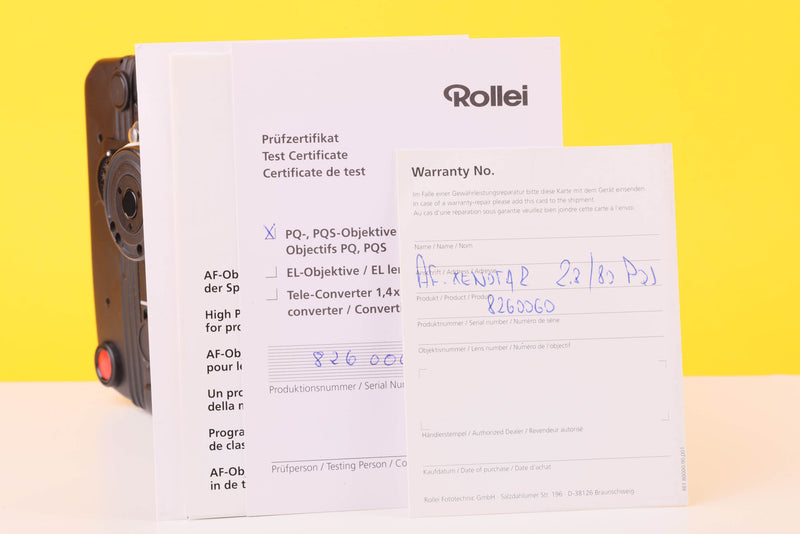 Rollei
Prüfzertifikat
Test Certificate
Certificate de test
PQ-, PQS-Objektive
Objectifs PQ, PQS
EL-Objektive / EL len
Tele-Converter 1,4x
converter / Converti
826 000
Produktionsnummer / Serial Num
Prüfperson / Testing Person / Co
AF-Ob
der Sp
High P
for pro
AF-Ob
pour le
Un pro
della m
Progra
de clas
AF-Ob
in de t
Warranty No.
Im Falle einer Gewährleistungsreparatur bitte diese Karte mit dem Gerät einsenden.
In case of a warranty-repair please add this card to the shipment.
Au cas d'une réparation sous garantie veuillez bien joindre cette carte à l'envoi.
Name / Name / Nom
Anschrift / Address / Adresse
AF. XENOTAR 2.8/80 PQS
Produkt / Product / Produit
8260060
Produktnummer / Serial number / Numéro de série
Objektivnummer / Lens number / Numéro de l'objectif
Händlerstempel / Authorized Dealer / Revendeur autorisé
Kaufdatum / Date of purchase / Date d'achat
Rollei Fototechnic GmbH · Salzdahlumer Str. 196 · D-38126 Braunschweig